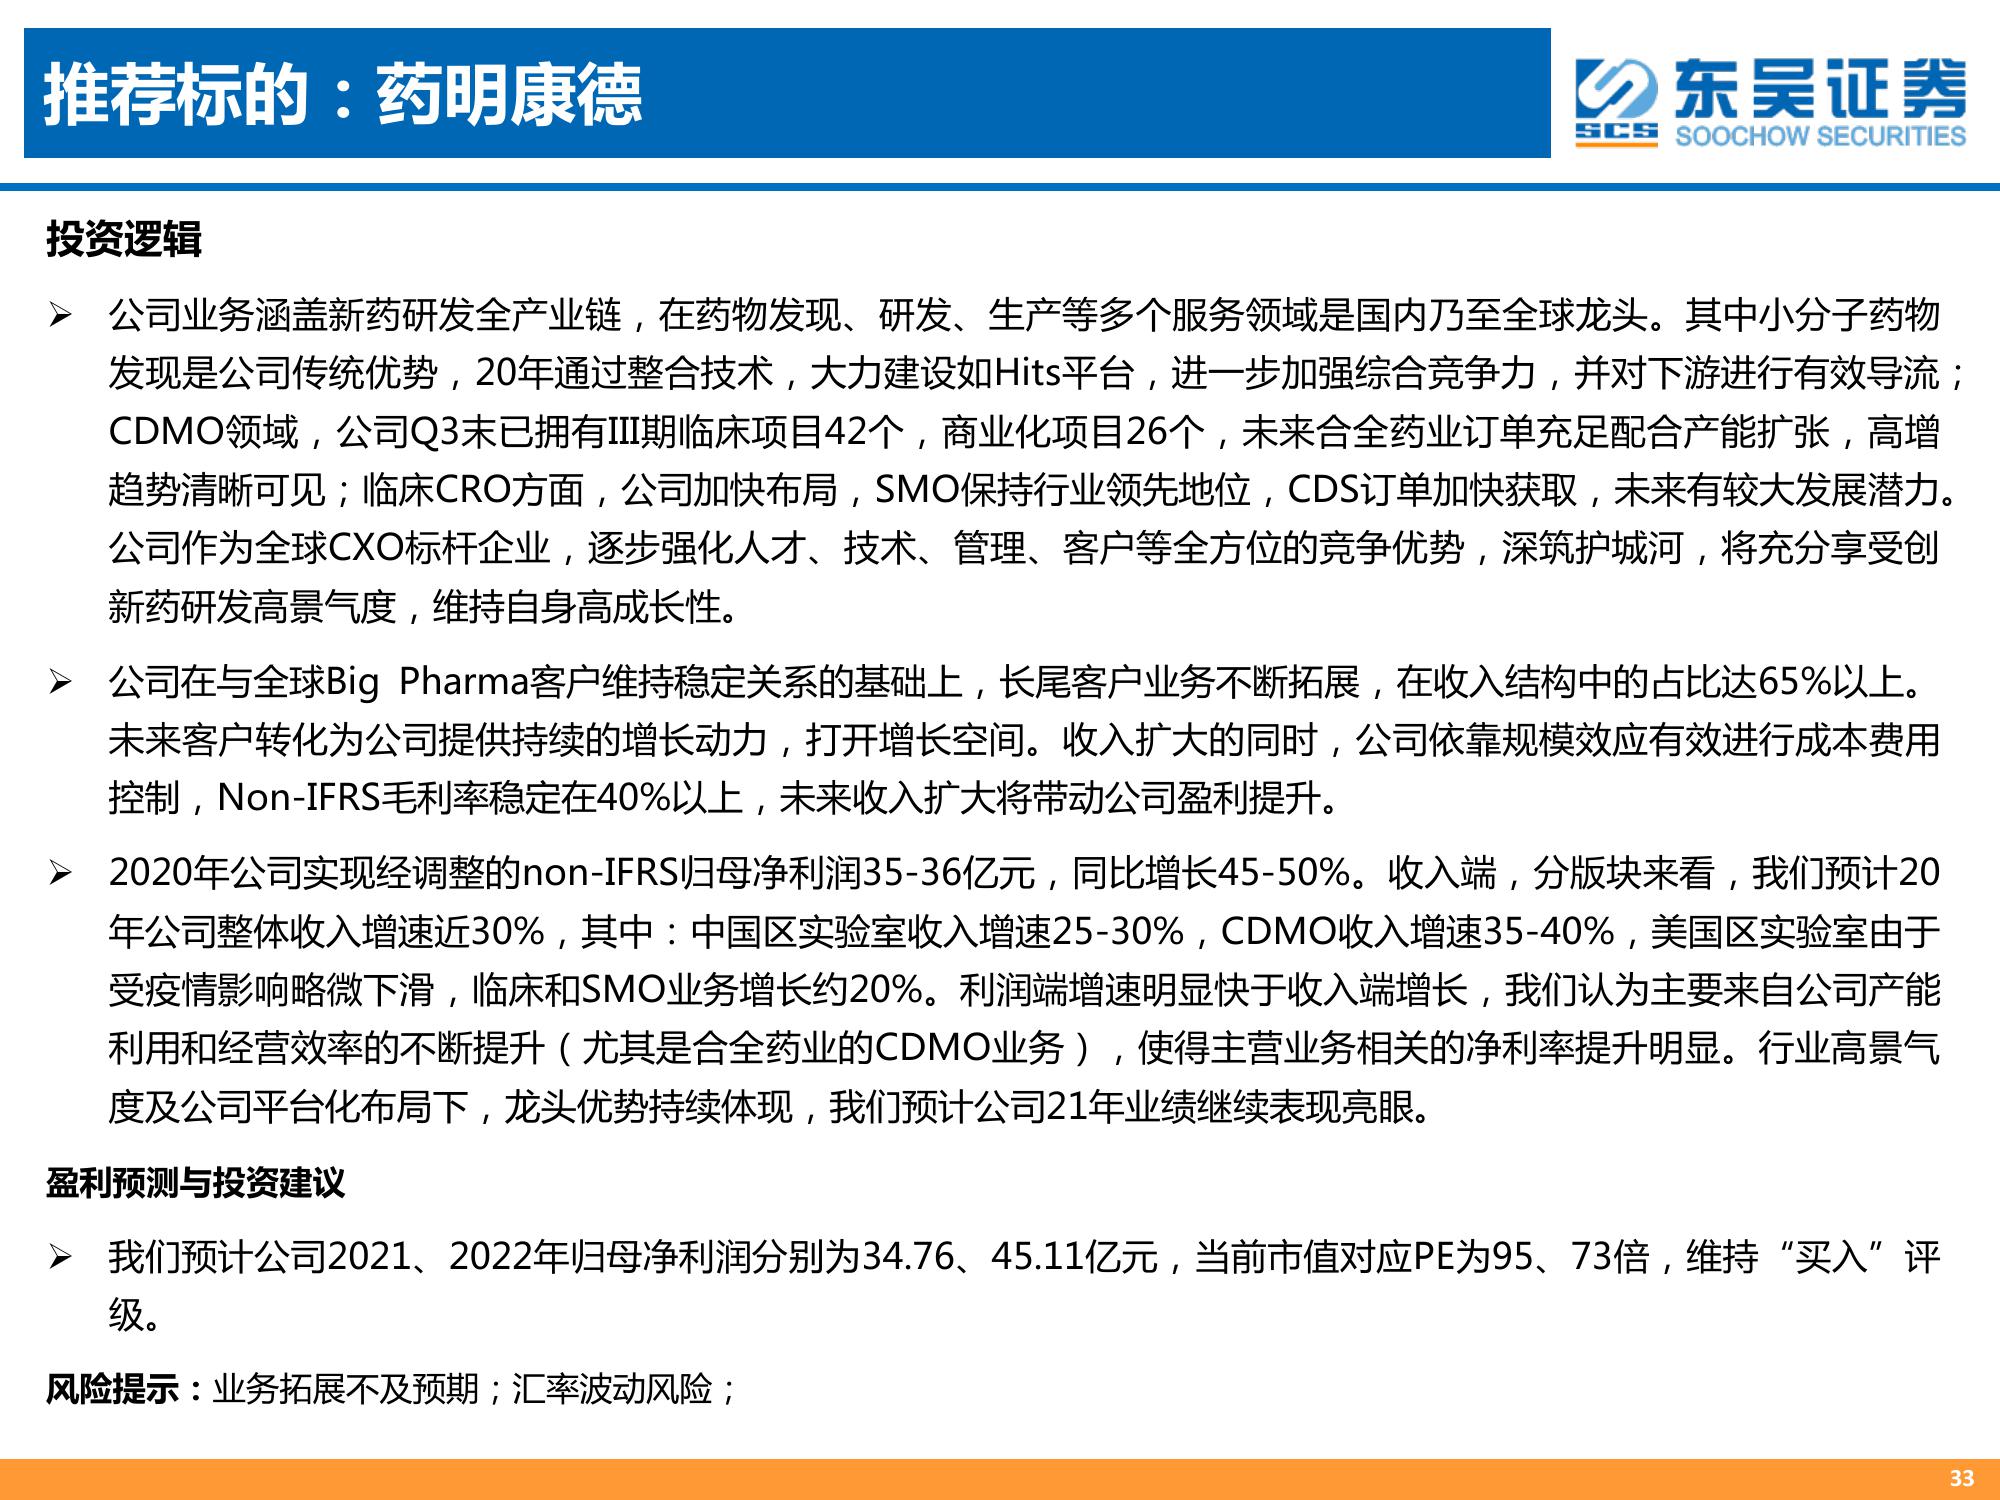 推荐标的：药明康德
东吴证券
SCS
SOOCHOW SECURITIES
投资逻辑
➢ 公司业务涵盖新药研发全产业链，在药物发现、研发、生产等多个服务领域是国内乃至全球龙头。其中小分子药物
发现是公司传统优势，20年通过整合技术，大力建设如Hits平台，进一步加强综合竞争力，并对下游进行有效导流；
CDMO领域，公司Q3末已拥有III期临床项目42个，商业化项目26个，未来合全药业订单充足配合产能扩张，高增
趋势清晰可见；临床CRO方面，公司加快布局，SMO保持行业领先地位，CDS订单加快获取，未来有较大发展潜力。
公司作为全球CXO标杆企业，逐步强化人才、技术、管理、客户等全方位的竞争优势，深筑护城河，将充分享受创
新药研发高景气度，维持自身高成长性。
➢ 公司在与全球Big Pharma客户维持稳定关系的基础上，长尾客户业务不断拓展，在收入结构中的占比达65%以上。
未来客户转化为公司提供持续的增长动力，打开增长空间。收入扩大的同时，公司依靠规模效应有效进行成本费用
控制，Non-IFRS毛利率稳定在40%以上，未来收入扩大将带动公司盈利提升。
➢ 2020年公司实现经调整的non-IFRS归母净利润35-36亿元，同比增长45-50%。收入端，分版块来看，我们预计20
年公司整体收入增速近30%，其中：中国区实验室收入增速25-30%，CDMO收入增速35-40%，美国区实验室由于
受疫情影响略微下滑，临床和SMO业务增长约20%。利润端增速明显快于收入端增长，我们认为主要来自公司产能
利用和经营效率的不断提升（尤其是合全药业的CDMO业务），使得主营业务相关的净利率提升明显。行业高景气
度及公司平台化布局下，龙头优势持续体现，我们预计公司21年业绩继续表现亮眼。
盈利预测与投资建议
➢ 我们预计公司2021、2022年归母净利润分别为34.76、45.11亿元，当前市值对应PE为95、73倍，维持“买入”评
级。
风险提示：业务拓展不及预期；汇率波动风险；
33